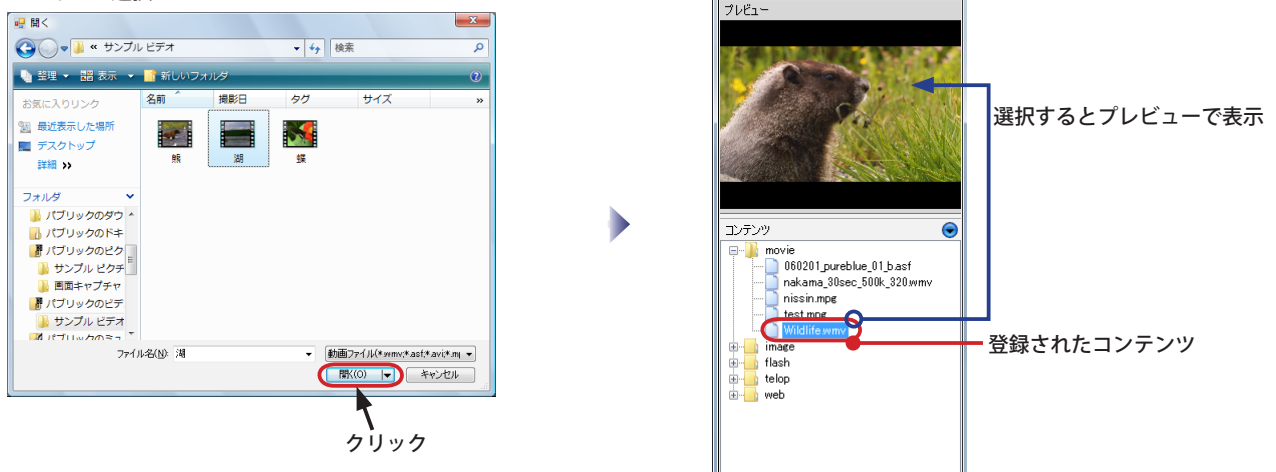 開く
« サンプル ビデオ
検索
整理 表示 新しいフォルダ
お気に入りリンク
最近表示した場所
デスクトップ
詳細 »
名前 撮影日 タグ サイズ »
熊 湖 蝶
フォルダ
パブリックのダウ
パブリックのドキ
パブリックのピク
サンプル ピクチ
画面キャプチャ
パブリックのビデ
サンプル ビデオ
パブリックのミュ
ファイル名(N): 湖
動画ファイル(*.wmv;*.asf;*.avi;*.m
開く(O) キャンセル
クリック
プレビュー
選択するとプレビューで表示
コンテンツ
movie
060201_pureblue_01_b.asf
nakama_30sec_500k_320.wmv
nissin.mpg
test.mpg
Wildlife.wmv
image
flash
telop
web
登録されたコンテンツ